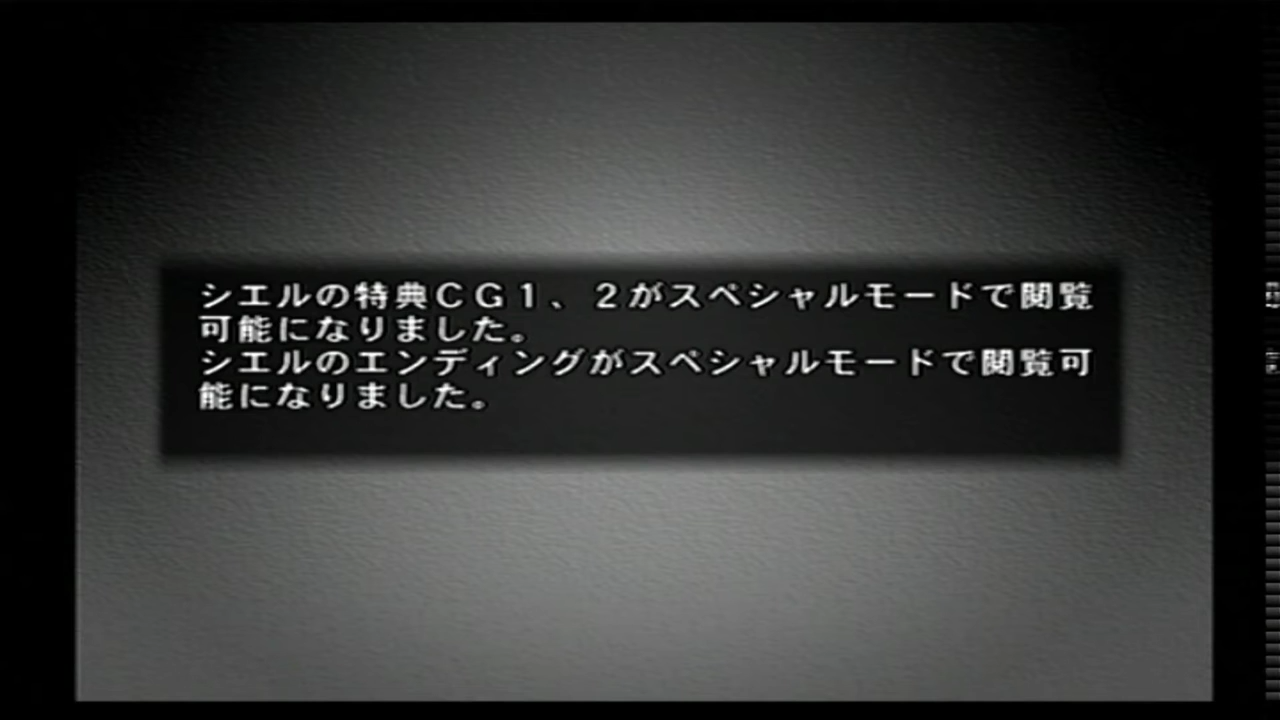 シエルの特典CG1、2がスペシャルモードで閲覧
可能になりました。
シエルのエンディングがスペシャルモードで閲覧可
能になりました。